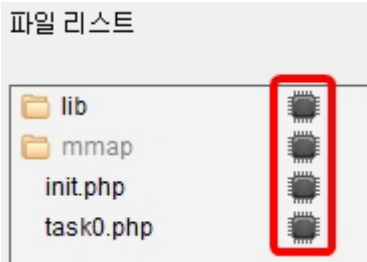 파일 리스트
lib
mmap
init.php
task0.php